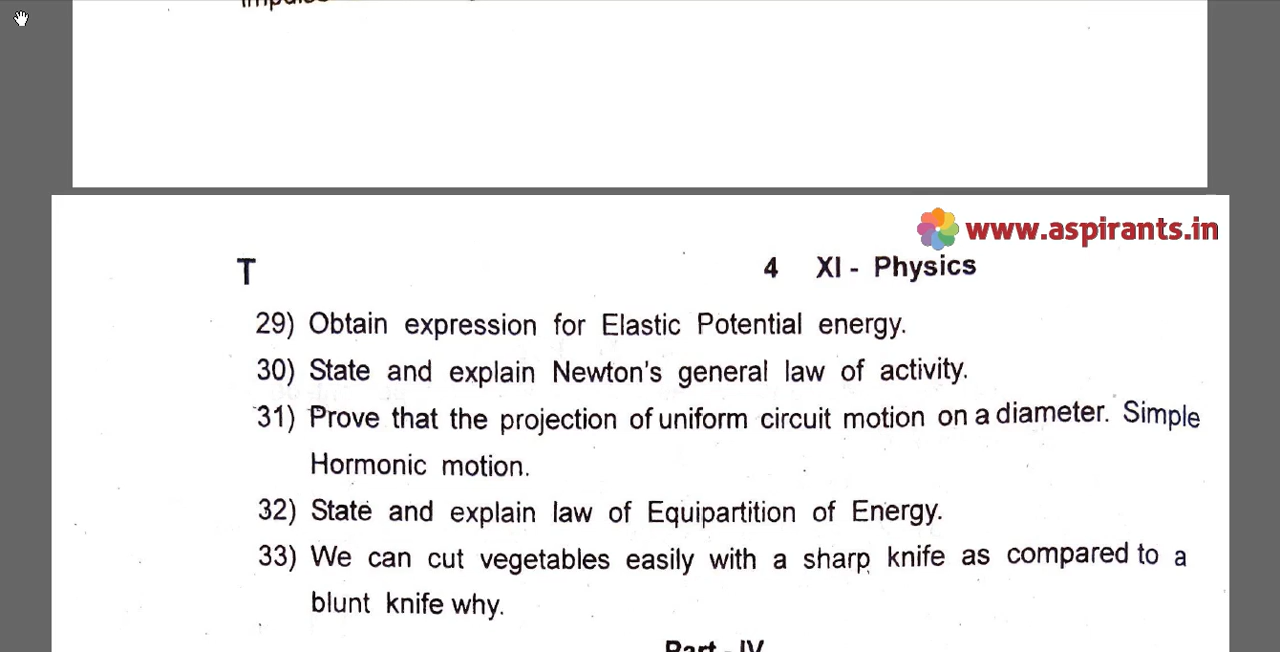 www.aspirants.in
T 4 XI - Physics
29) Obtain expression for Elastic Potential energy.
30) State and explain Newton's general law of activity.
31) Prove that the projection of uniform circuit motion on a diameter. Simple
Hormonic motion.
32) State and explain law of Equipartition of Energy.
33) We can cut vegetables easily with a sharp knife as compared to a
blunt knife why.
Part - IV